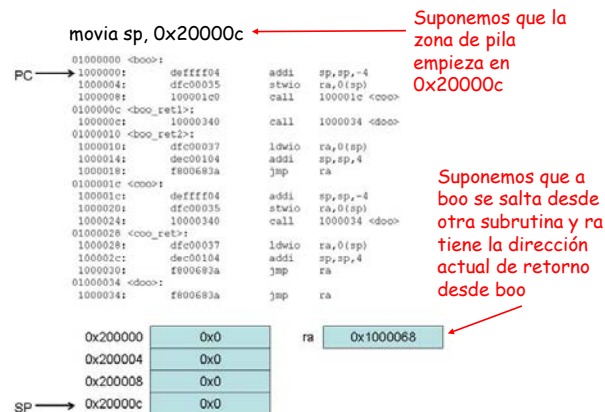 movia sp, 0x20000c
Suponemos que la
zona de pila
empieza en
0x20000c
PC
01000000 <boo>:
1000000: deffff04 addi sp,sp,-4
1000004: dfc00035 stwio ra,0(sp)
1000008: 100001c0 call 100001c <coo>
0100000c <boo_ret1>:
100000c: 10000340 call 1000034 <doo>
01000010 <boo_ret2>:
1000010: dfc00037 ldwio ra,0(sp)
1000014: dec00104 addi sp,sp,4
1000018: f800683a jmp ra
0100001c <coo>:
100001c: deffff04 addi sp,sp,-4
1000020: dfc00035 stwio ra,0(sp)
1000024: 10000340 call 1000034 <doo>
01000028 <coo_ret>:
1000028: dfc00037 ldwio ra,0(sp)
100002c: dec00104 addi sp,sp,4
1000030: f800683a jmp ra
01000034 <doo>:
1000034: f800683a jmp ra
Suponemos que a
boo se salta desde
otra subrutina y ra
tiene la dirección
actual de retorno
desde boo
0x200000 0x0 ra 0x1000068
0x200004 0x0
0x200008 0x0
SP 0x20000c 0x0